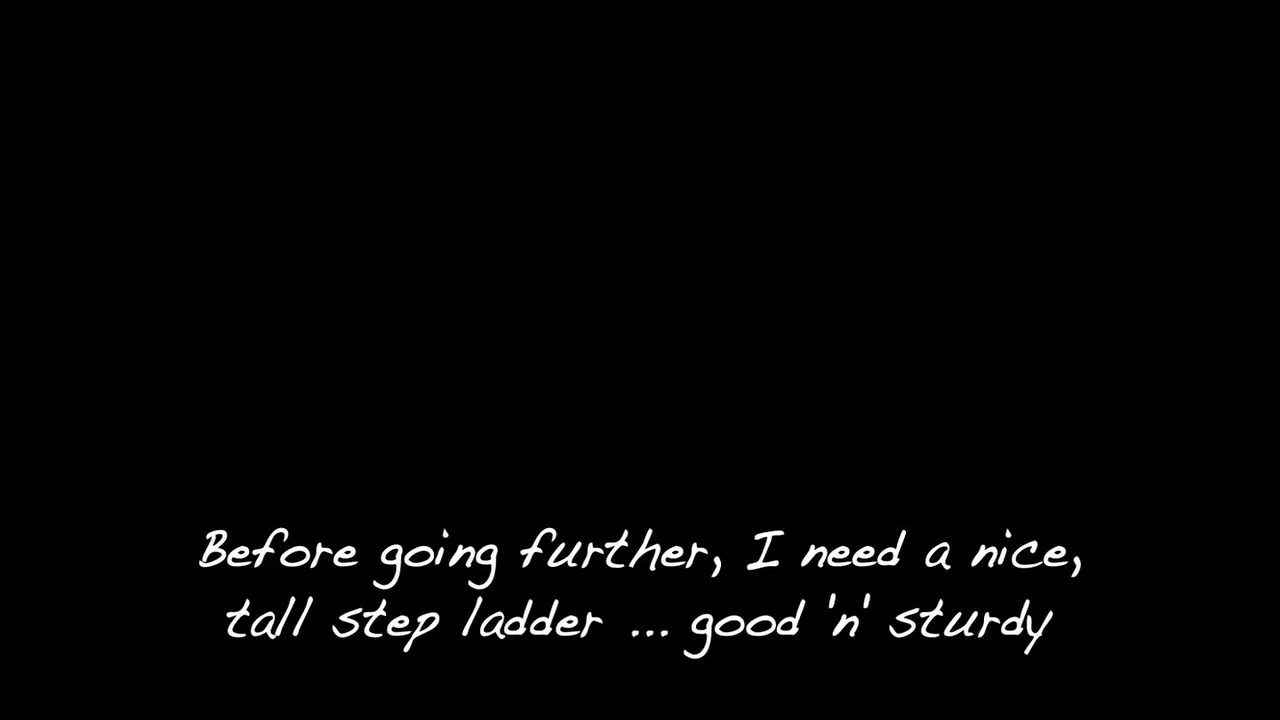 Before going further, I need a nice,
tall step ladder ... good 'n' sturdy